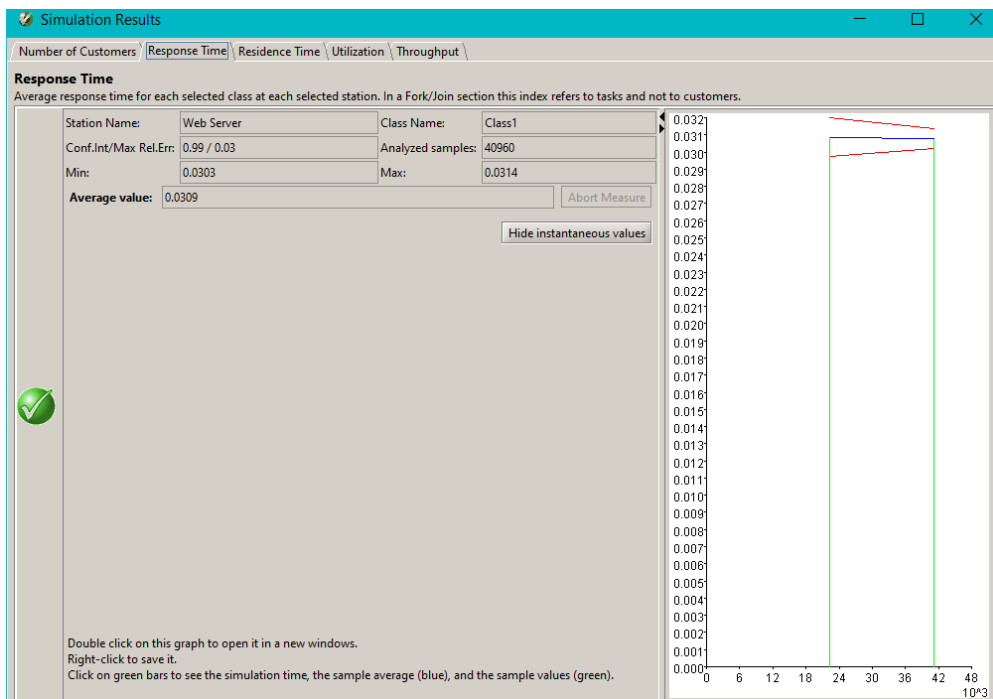 Simulation Results
Number of Customers Response Time Residence Time Utilization Throughput
Response Time
Average response time for each selected class at each selected station. In a Fork/Join section this index refers to tasks and not to customers.
Station Name: Web Server Class Name: Class1
Conf.Int/Max Rel.Err: 0.99 / 0.03 Analyzed samples: 40960
Min: 0.0303 Max: 0.0314
Average value: 0.0309 Abort Measure
Hide instantaneous values
Double click on this graph to open it in a new windows.
Right-click to save it.
Click on green bars to see the simulation time, the sample average (blue), and the sample values (green).
0.032
0.031
0.030
0.029
0.028
0.027
0.026
0.025
0.024
0.023
0.022
0.021
0.020
0.019
0.018
0.017
0.016
0.015
0.014
0.013
0.012
0.011
0.010
0.009
0.008
0.007
0.006
0.005
0.004
0.003
0.002
0.001
0.000
0 6 12 18 24 30 36 42 48
10^3